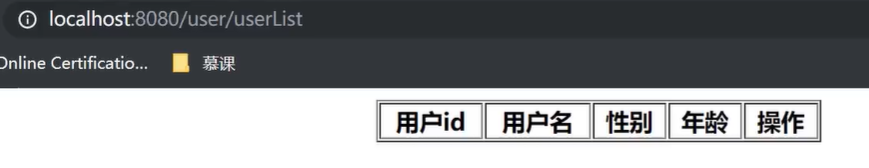 localhost:8080/user/userList
Online Certificatio... 慕课
用户id 用户名 性别 年龄 操作